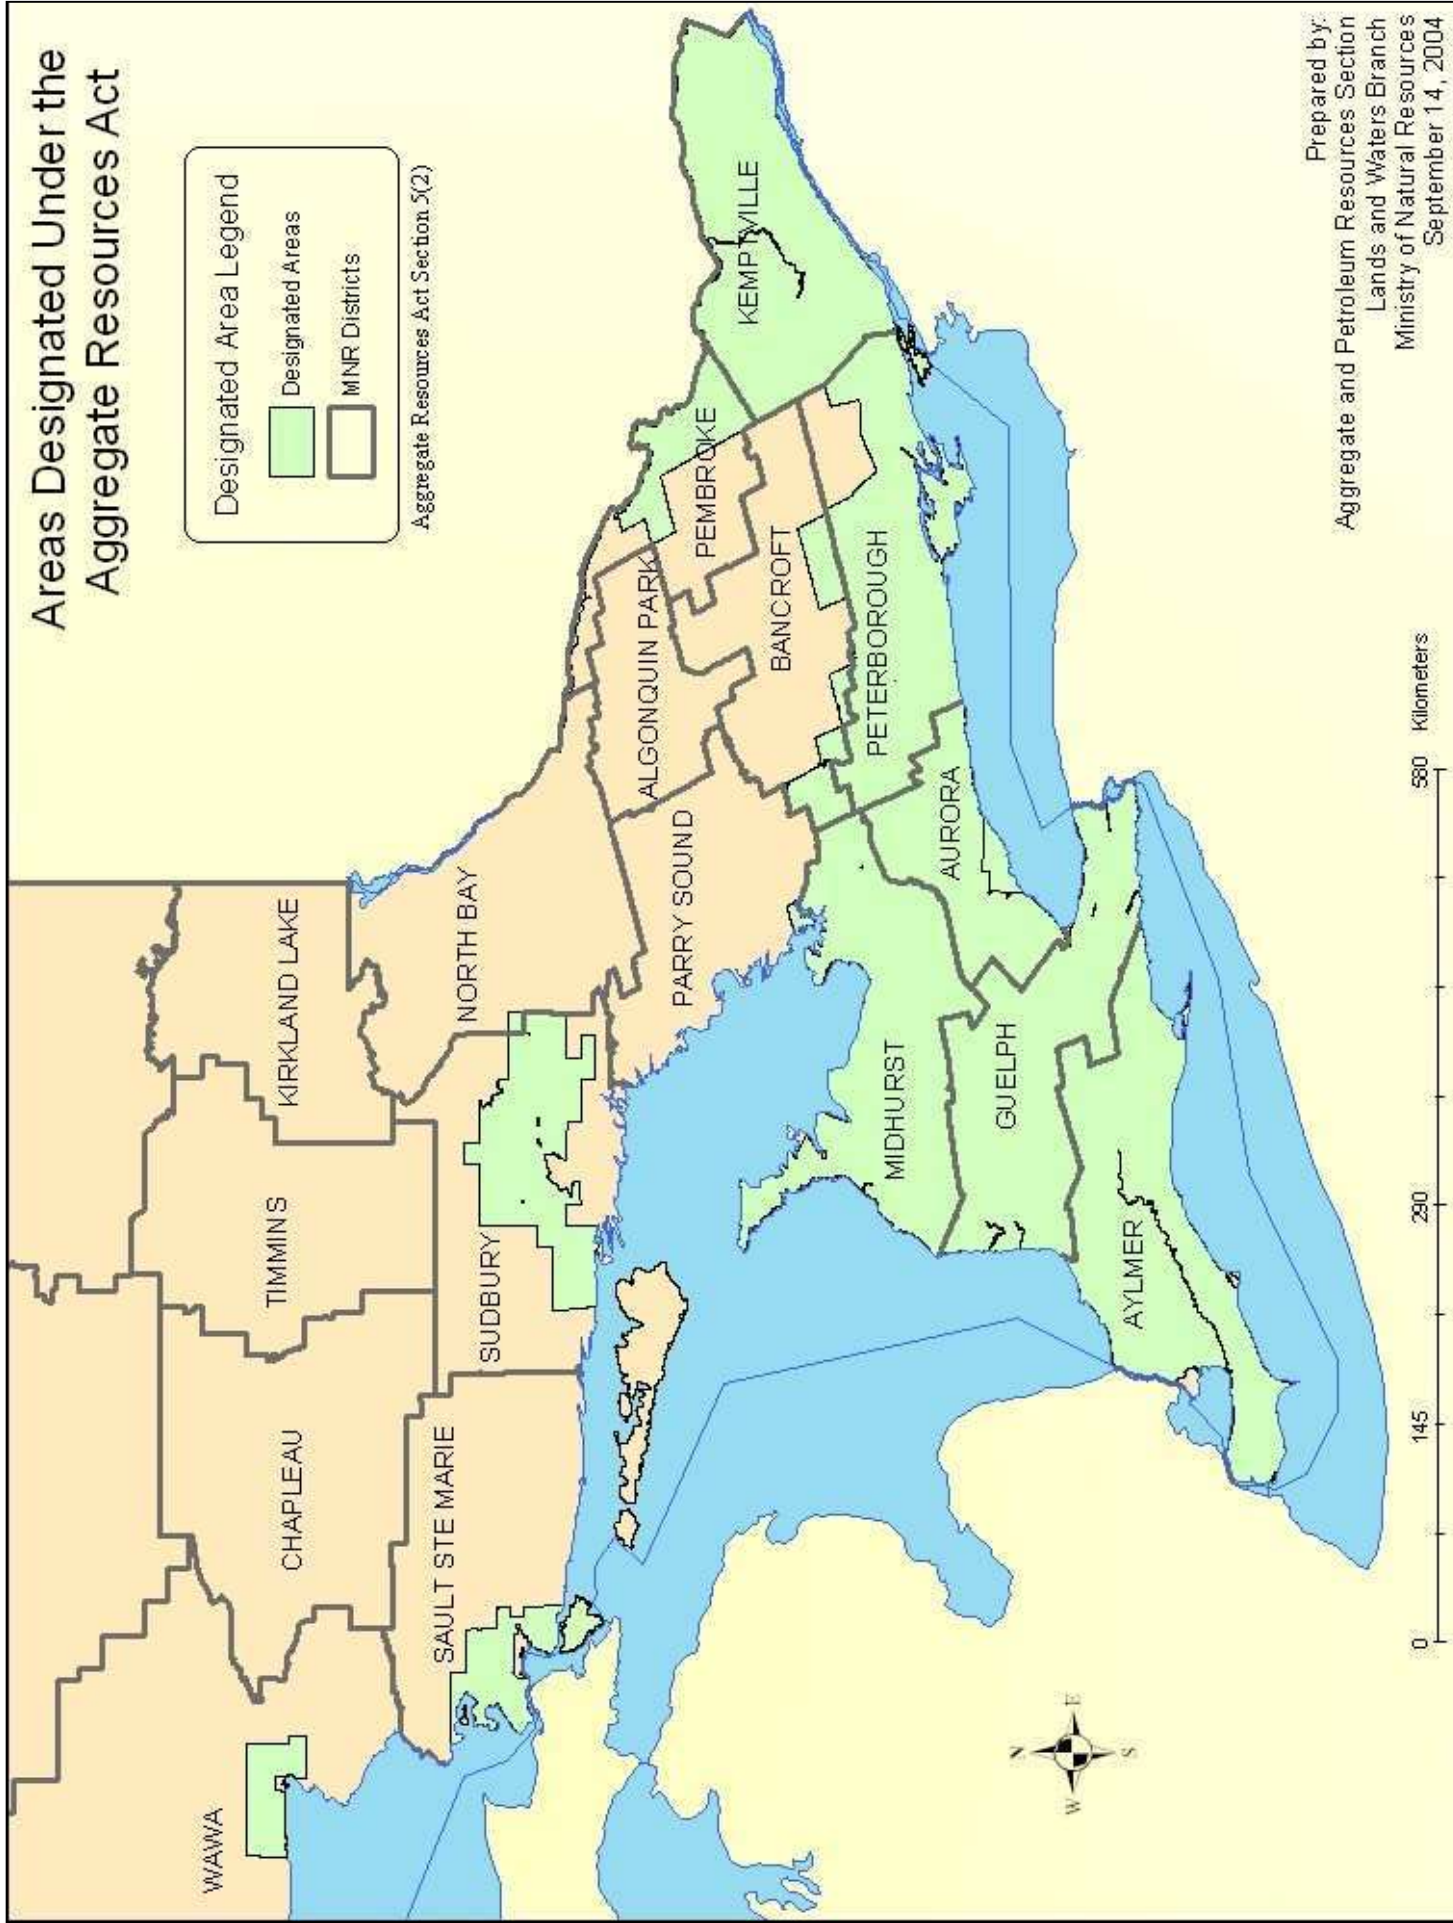 Areas Designated Under the
Aggregate Resources Act
Designated Area Legend
Designated Areas
MNR Districts
Aggregate Resources Act Section 5(2)
WAWA
CHAPLEAU
TIMMINS
KIRKLAND LAKE
SAULT STE MARIE
SUDBURY
NORTH BAY
PARRY SOUND
ALGONQUIN PARK
PEMBROKE
KEMPTVILLE
BANCROFT
PETERBOROUGH
AURORA
MIDHURST
GUELPH
AYLMER
N
W
E
S
0
145
290
580
Kilometers
Prepared by:
Aggregate and Petroleum Resources Section
Lands and Waters Branch
Ministry of Natural Resources
September 14, 2004